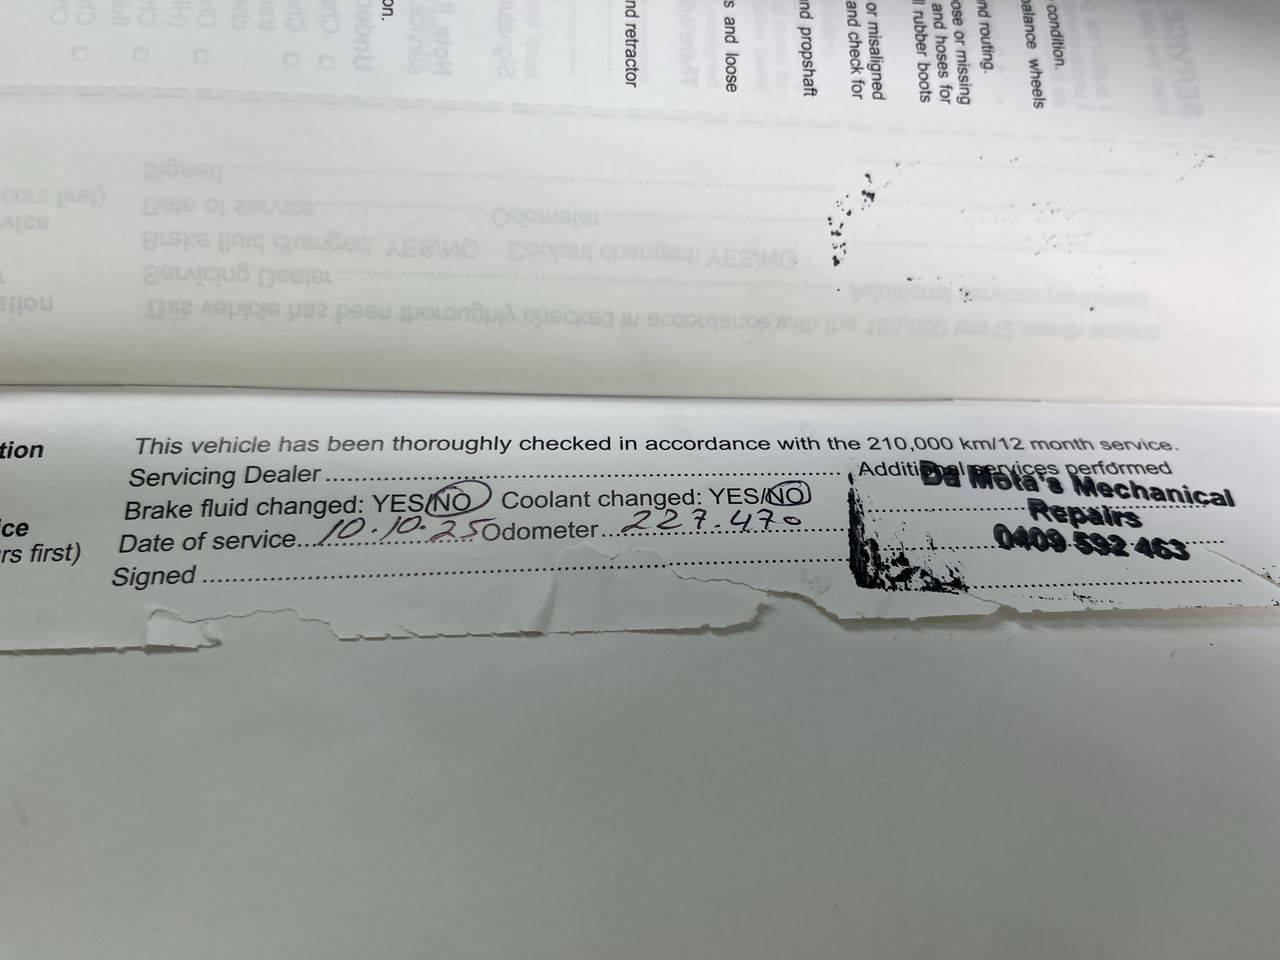 on.
nd retractor
s and loose
nd propshaft
or misaligned
and check for
ose or missing
and hoses for
rubber boots
nd routing.
condition.
balance wheels
tion
This vehicle has been thoroughly checked in accordance with the 210,000 km/12 month service.
Servicing Dealer
Additional services performed
Brake fluid changed: YES/NO Coolant changed: YES/NO
Date of service 10.10.25 Odometer 227.470
Signed
ice
rs first)
Da Mota's Mechanical
Repairs
0409 592 463